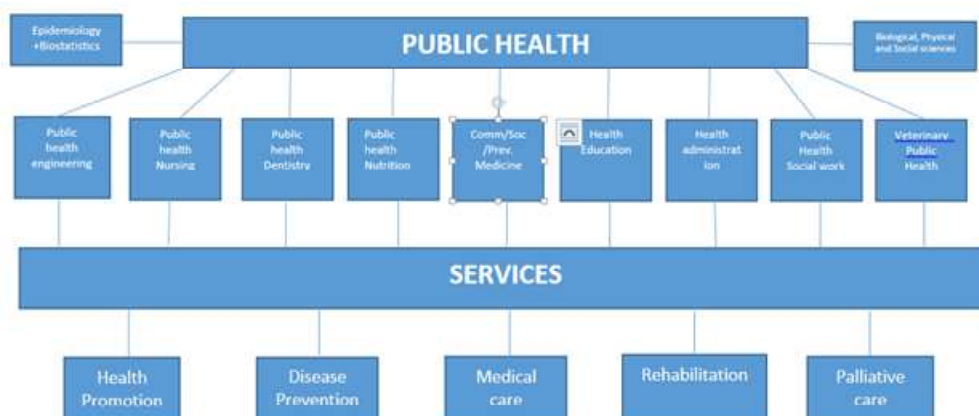 Epidemiology
+Biostatistics
PUBLIC HEALTH
Biological, Physical
and Social sciences
Public
health
engineering
Public
health
Nursing
Public
health
Dentistry
Public
health
Nutrition
Comm/Soc
/Prev.
Medicine
Health
Education
Health
administrat
ion
Public
Health
Social work
Veterinary
Public
Health
SERVICES
Health
Promotion
Disease
Prevention
Medical
care
Rehabilitation
Palliative
care